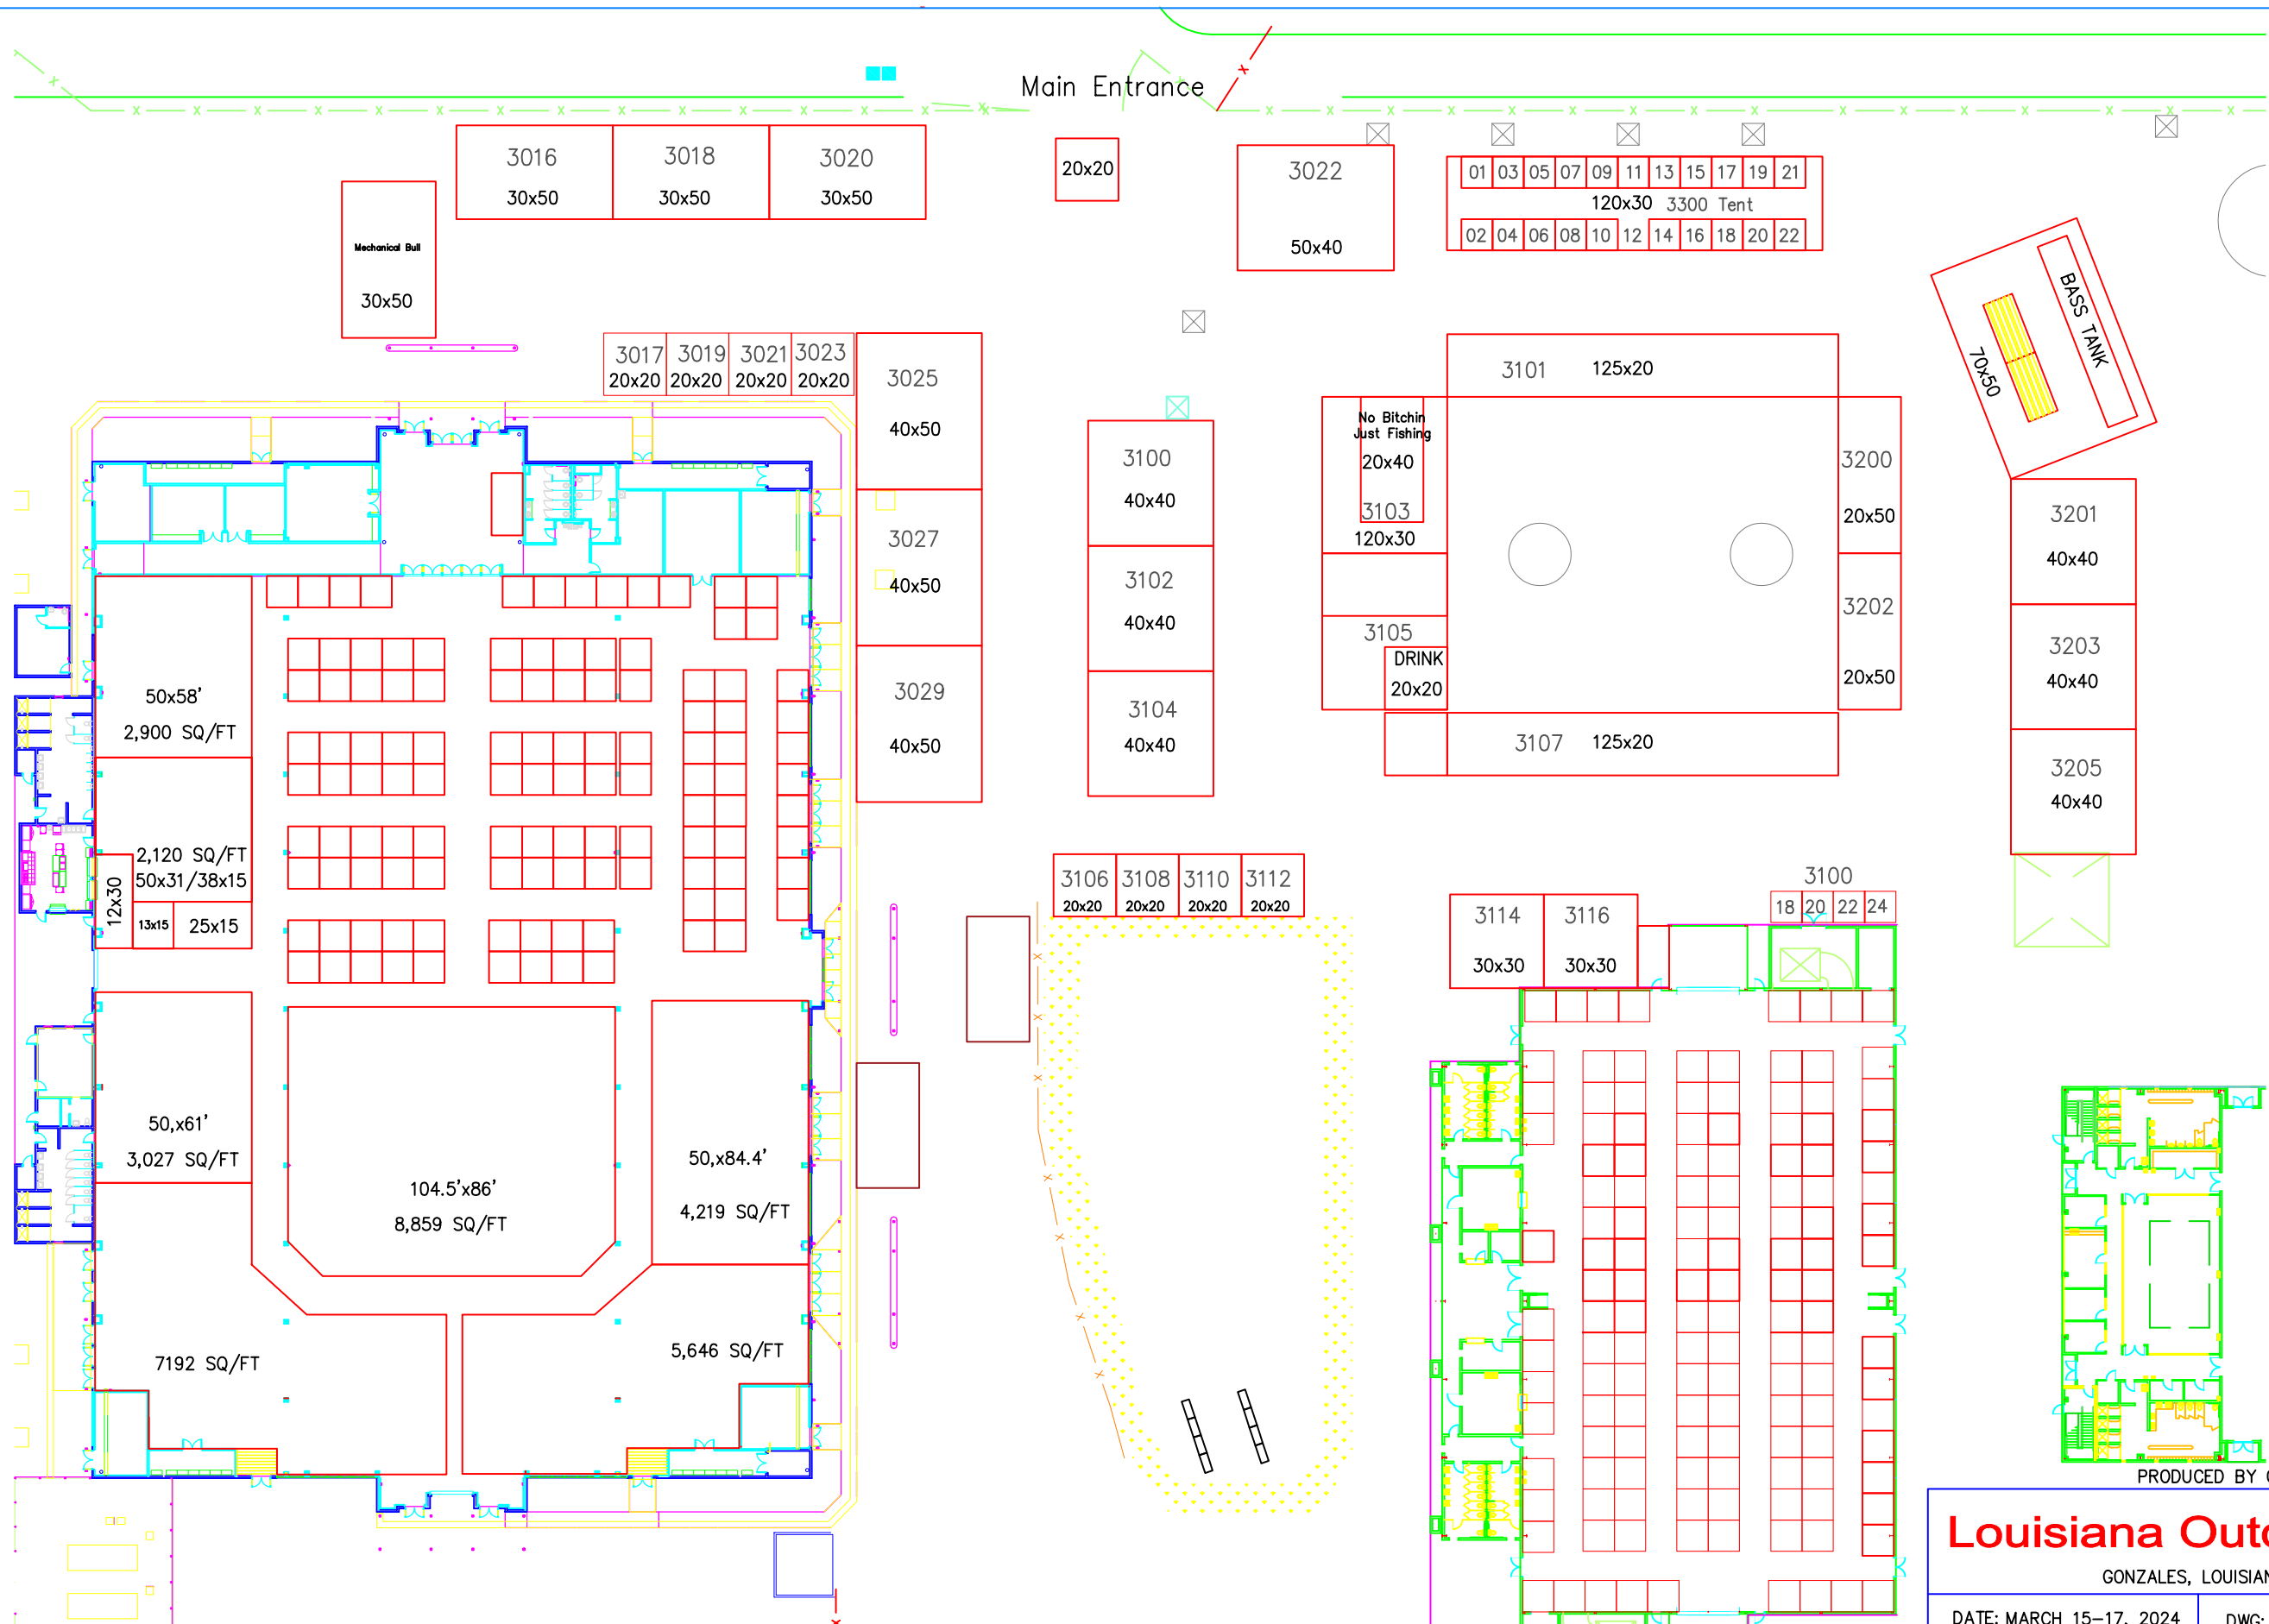 Main Entrance
3016
30x50
3018
30x50
3020
30x50
20x20
3022
50x40
01 03 05 07 09 11 13 15 17 19 21
120x30 3300 Tent
02 04 06 08 10 12 14 16 18 20 22
Mechanical Bull
30x50
BASS TANK
70x50
3017
20x20
3019
20x20
3021
20x20
3023
20x20
3025
40x50
3027
40x50
3029
40x50
3101 125x20
No Bitchin
Just Fishing
20x40
3103
120x30
3105
DRINK
20x20
3107 125x20
3200
20x50
3202
20x50
3100
40x40
3102
40x40
3104
40x40
3201
40x40
3203
40x40
3205
40x40
3106
20x20
3108
20x20
3110
20x20
3112
20x20
3114
30x30
3116
30x30
3100
18 20 22 24
50x58'
2,900 SQ/FT
2,120 SQ/FT
50x31/38x15
12x30
13x15
25x15
50,x61'
3,027 SQ/FT
104.5'x86'
8,859 SQ/FT
50,x84.4'
4,219 SQ/FT
7192 SQ/FT
5,646 SQ/FT
PRODUCED BY
Louisiana
GONZALES,
DATE: MARCH 15-17, 2024
DWG: